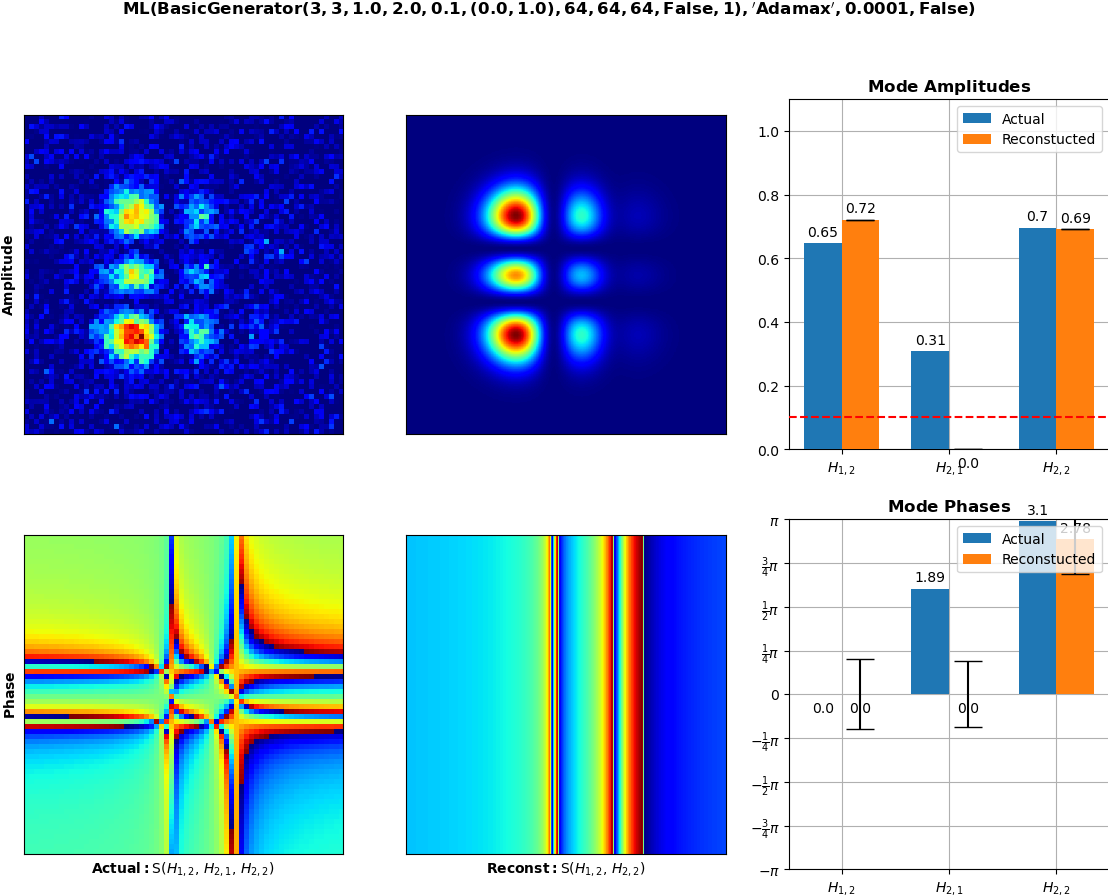 ML(BasicGenerator(3, 3, 1.0, 2.0, 0.1, (0.0, 1.0), 64, 64, 64, False, 1), ′Adamax′, 0.0001, False)
Amplitude
Mode Amplitudes
Actual
Reconstucted
1.0
0.8
0.6
0.4
0.2
0.0
0.65
0.72
0.31
0.0
0.7
0.69
H1,2
H2,1
H2,2
Phase
Actual: S(H1,2, H2,1, H2,2)
Reconst: S(H1,2, H2,2)
Mode Phases
Actual
Reconstucted
π
3/4π
1/2π
1/4π
0
−1/4π
−1/2π
−3/4π
−π
0.0
0.0
1.89
0.0
3.1
2.78
H1,2
H2,1
H2,2